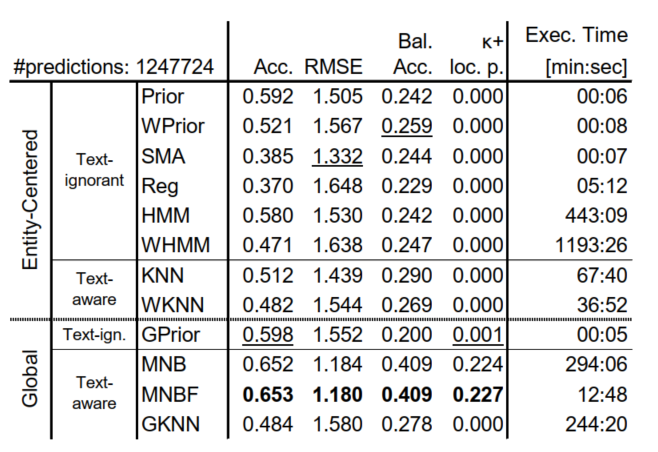 Bal. κ+ Exec. Time
#predictions: 1247724 Acc. RMSE Acc. loc. p. [min:sec]
Entity-Centered
Text-ignorant
Prior 0.592 1.505 0.242 0.000 00:06
WPrior 0.521 1.567 0.259 0.000 00:08
SMA 0.385 1.332 0.244 0.000 00:07
Reg 0.370 1.648 0.229 0.000 05:12
HMM 0.580 1.530 0.242 0.000 443:09
WHMM 0.471 1.638 0.247 0.000 1193:26
Text-aware
KNN 0.512 1.439 0.290 0.000 67:40
WKNN 0.482 1.544 0.269 0.000 36:52
Global
Text-ign. GPrior 0.598 1.552 0.200 0.001 00:05
Text-aware
MNB 0.652 1.184 0.409 0.224 294:06
MNBF 0.653 1.180 0.409 0.227 12:48
GKNN 0.484 1.580 0.278 0.000 244:20